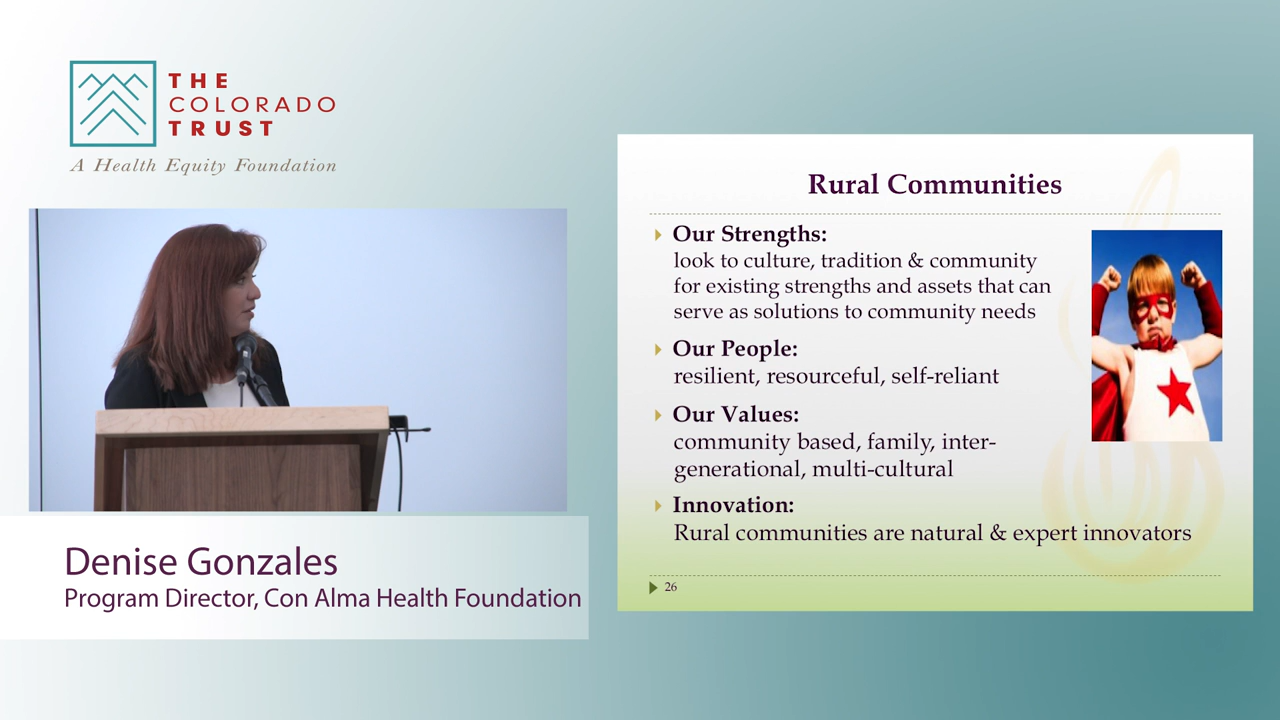 THE
COLORADO
TRUST
A Health Equity Foundation
Denise Gonzales
Program Director, Con Alma Health Foundation
Rural Communities
Our Strengths:
look to culture, tradition & community
for existing strengths and assets that can
serve as solutions to community needs
Our People:
resilient, resourceful, self-reliant
Our Values:
community based, family, inter-
generational, multi-cultural
Innovation:
Rural communities are natural & expert innovators
26